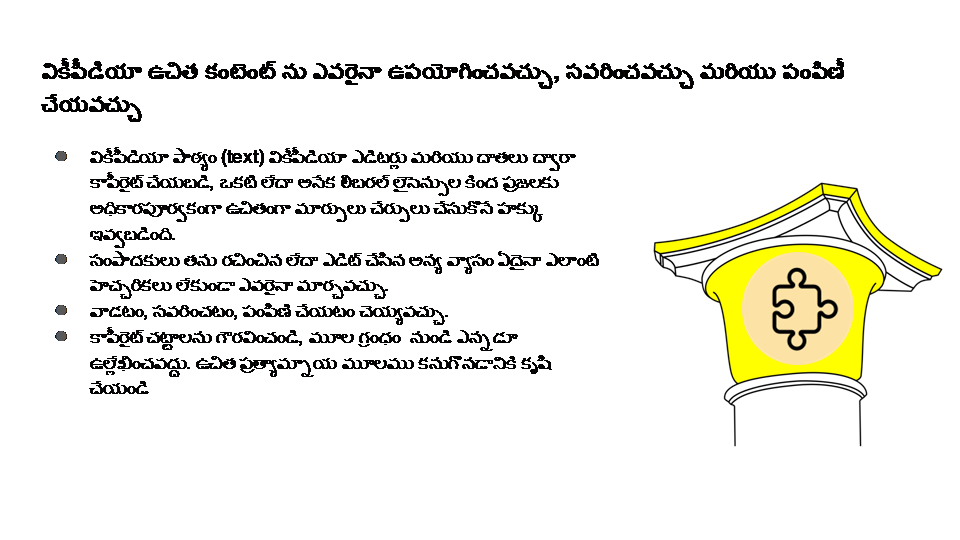 వికీపీడియా ఉచిత కంటెంట్ ను ఎవరైనా ఉపయోగించవచ్చు, సవరించవచ్చు మరియు పంపిణీ
చేయవచ్చు
వికీపీడియా పాఠ్యం (text) వికీపీడియా ఎడిటర్లు మరియు దాతలు ద్వారా
కాపీరైట్ చేయబడి, ఒకటి లేదా అనేక లిబరల్ లైసెన్సుల కింద ప్రజలకు
అధికారపూర్వకంగా ఉచితంగా మార్పులు చేర్పులు చేసుకొనే హక్కు
ఇవ్వబడింది.
సంపాదకులు తను రచించిన లేదా ఎడిట్ చేసిన అన్య వ్యాసం ఏదైనా ఎలాంటి
హెచ్చరికలు లేకుండా ఎవరైనా మార్చవచ్చు.
వాడటం, సవరించటం, పంపిణి చేయటం చెయ్యవచ్చు.
కాపీరైట్ చట్టాలను గౌరవించండి, మూల గ్రంధం నుండి ఎన్నడూ
ఉల్లేఖించవద్దు. ఉచిత ప్రత్యామ్నాయ మూలము కనుగొనడానికి కృషి
చేయండి